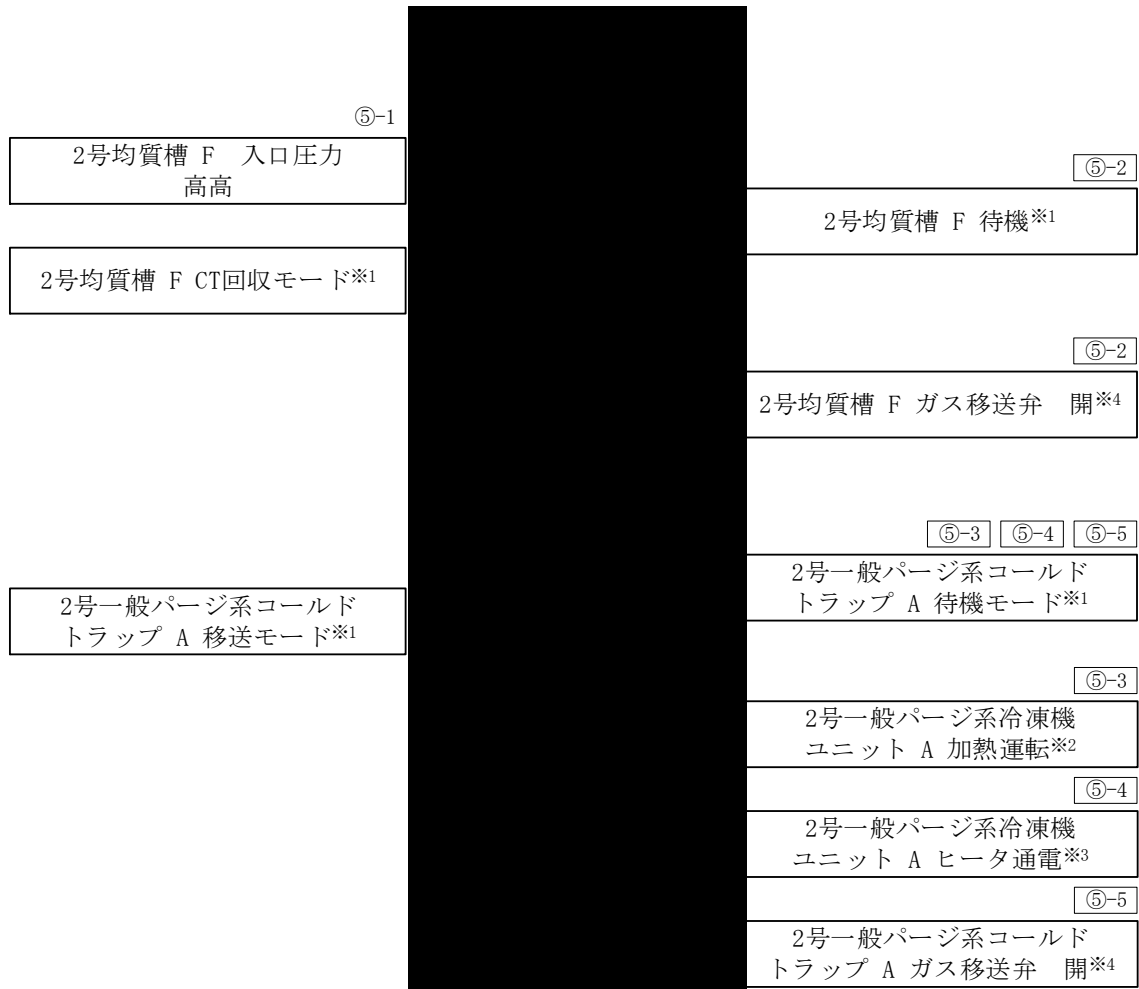 ⑤-1
2号均質槽 F　入口圧力
高高
2号均質槽 F CT回収モード※1
2号一般パージ系コールド
トラップ A 移送モード※1
⑤-2
2号均質槽 F 待機※1
⑤-2
2号均質槽 F ガス移送弁　開※4
⑤-3 ⑤-4 ⑤-5
2号一般パージ系コールド
トラップ A 待機モード※1
⑤-3
2号一般パージ系冷凍機
ユニット A 加熱運転※2
⑤-4
2号一般パージ系冷凍機
ユニット A ヒータ通電※3
⑤-5
2号一般パージ系コールド
トラップ A ガス移送弁　開※4